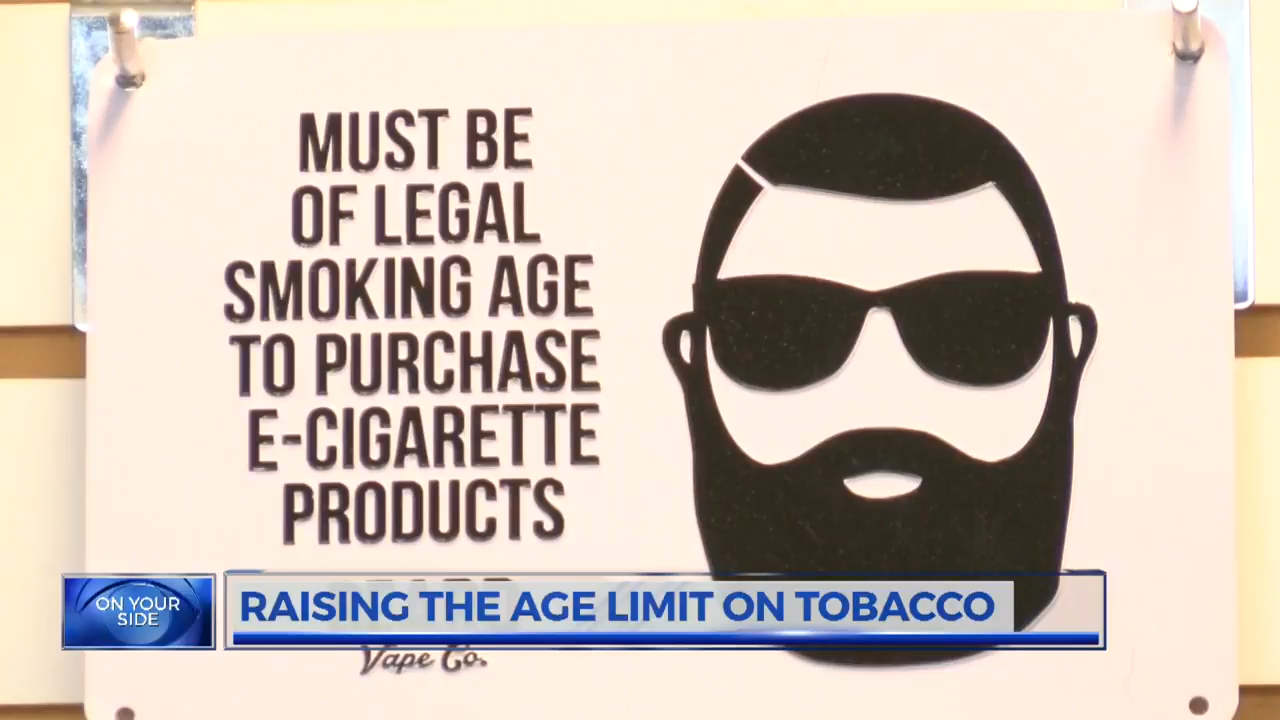 MUST BE
OF LEGAL
SMOKING AGE
TO PURCHASE
E-CIGARETTE
PRODUCTS
ON YOUR
SIDE
RAISING THE AGE LIMIT ON TOBACCO
Vape Co.